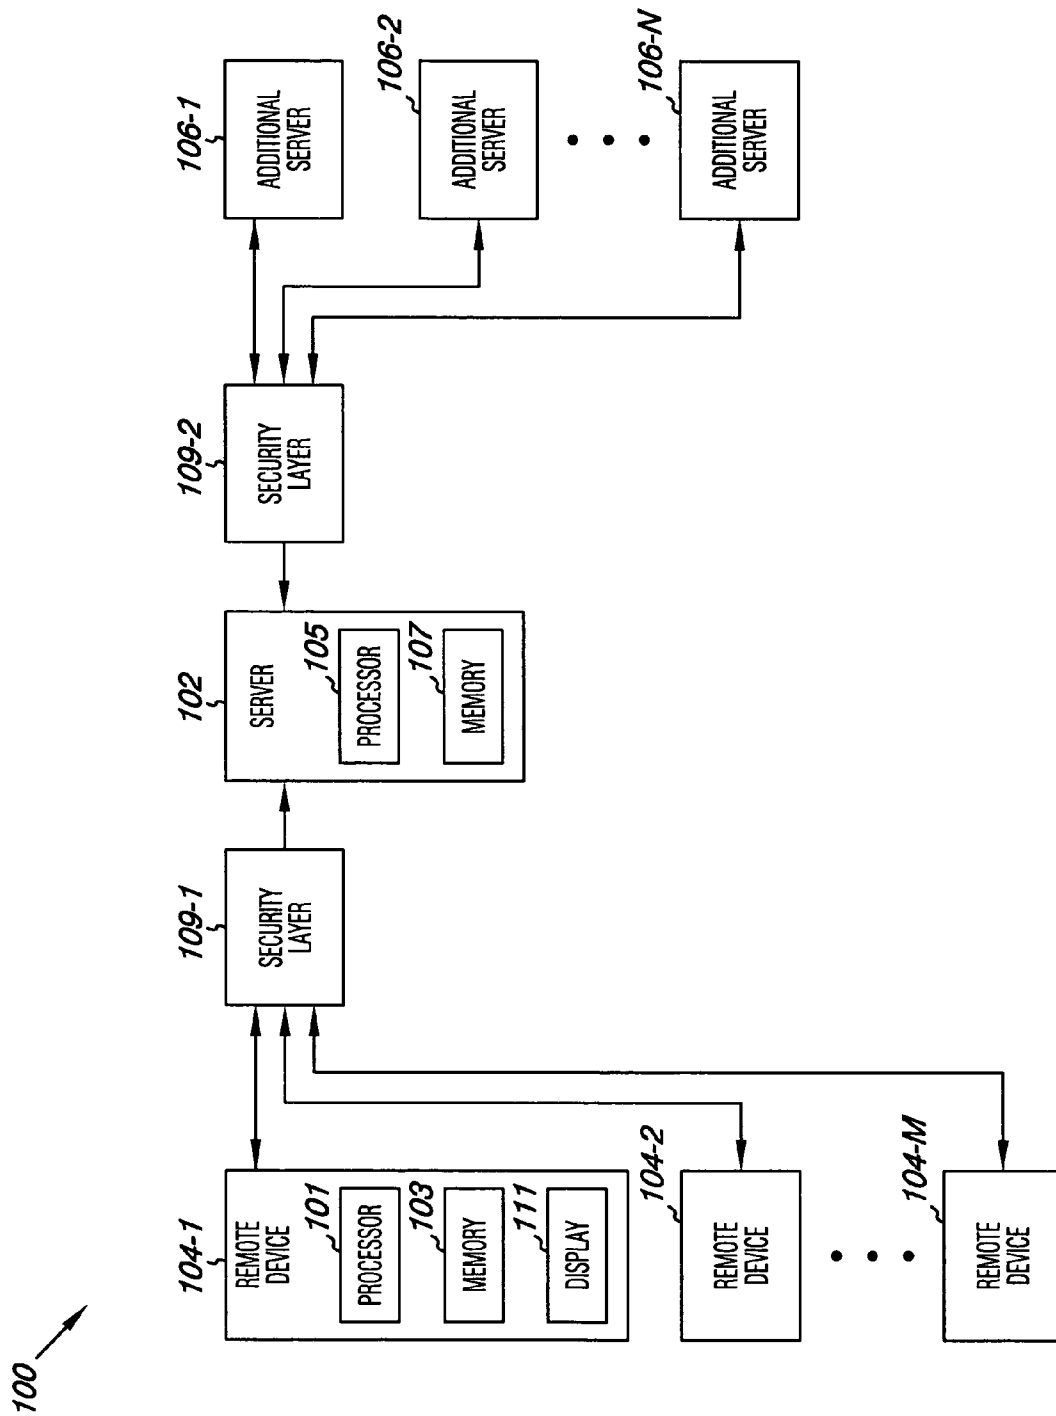 100
104-1
REMOTE
DEVICE
101
PROCESSOR
103
MEMORY
111
DISPLAY
104-2
REMOTE
DEVICE
104-M
REMOTE
DEVICE
109-1
SECURITY
LAYER
102
SERVER
105
PROCESSOR
107
MEMORY
109-2
SECURITY
LAYER
106-1
ADDITIONAL
SERVER
106-2
ADDITIONAL
SERVER
106-N
ADDITIONAL
SERVER